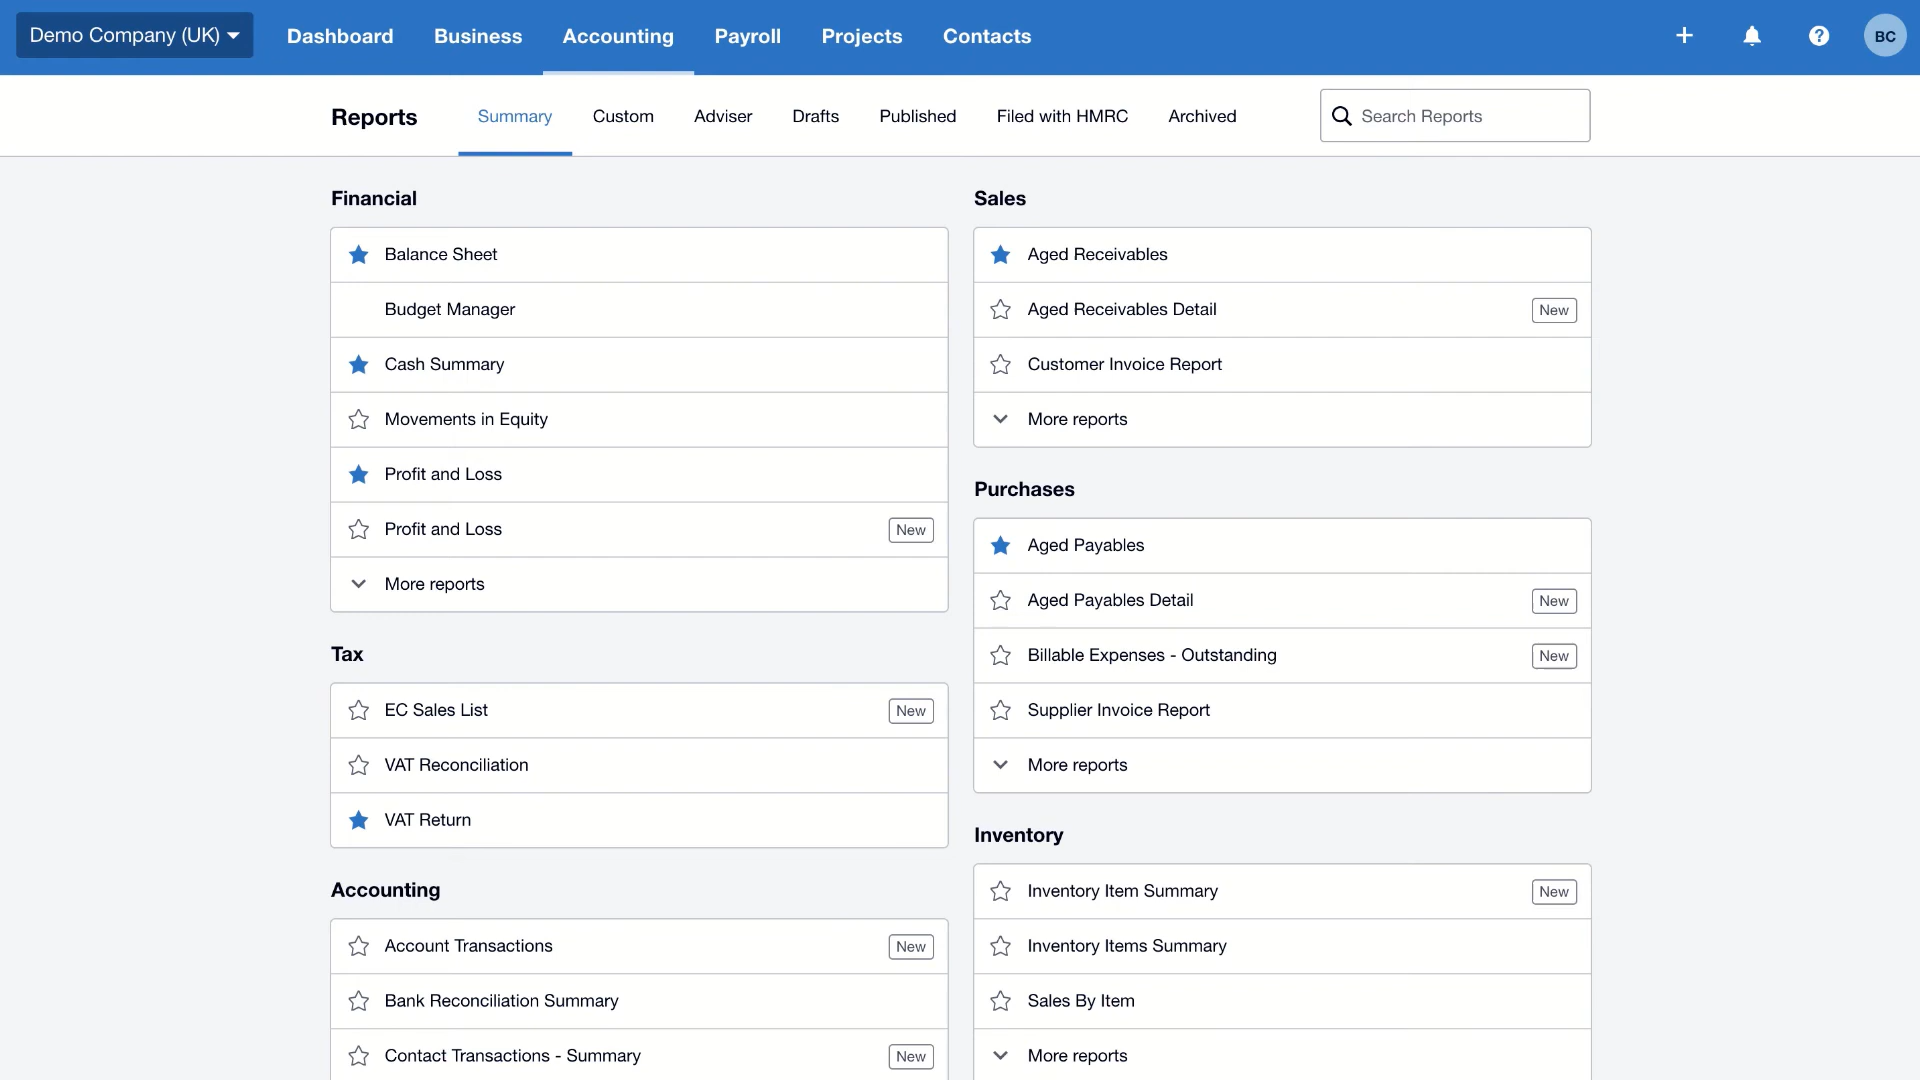 Demo Company (UK)
Dashboard
Business
Accounting
Payroll
Projects
Contacts
BC
Reports
Summary
Custom
Adviser
Drafts
Published
Filed with HMRC
Archived
Search Reports
Financial
Balance Sheet
Budget Manager
Cash Summary
Movements in Equity
Profit and Loss
Profit and Loss New
More reports
Tax
EC Sales List New
VAT Reconciliation
VAT Return
Accounting
Account Transactions New
Bank Reconciliation Summary
Contact Transactions - Summary New
Sales
Aged Receivables
Aged Receivables Detail New
Customer Invoice Report
More reports
Purchases
Aged Payables
Aged Payables Detail New
Billable Expenses - Outstanding New
Supplier Invoice Report
More reports
Inventory
Inventory Item Summary New
Inventory Items Summary
Sales By Item
More reports